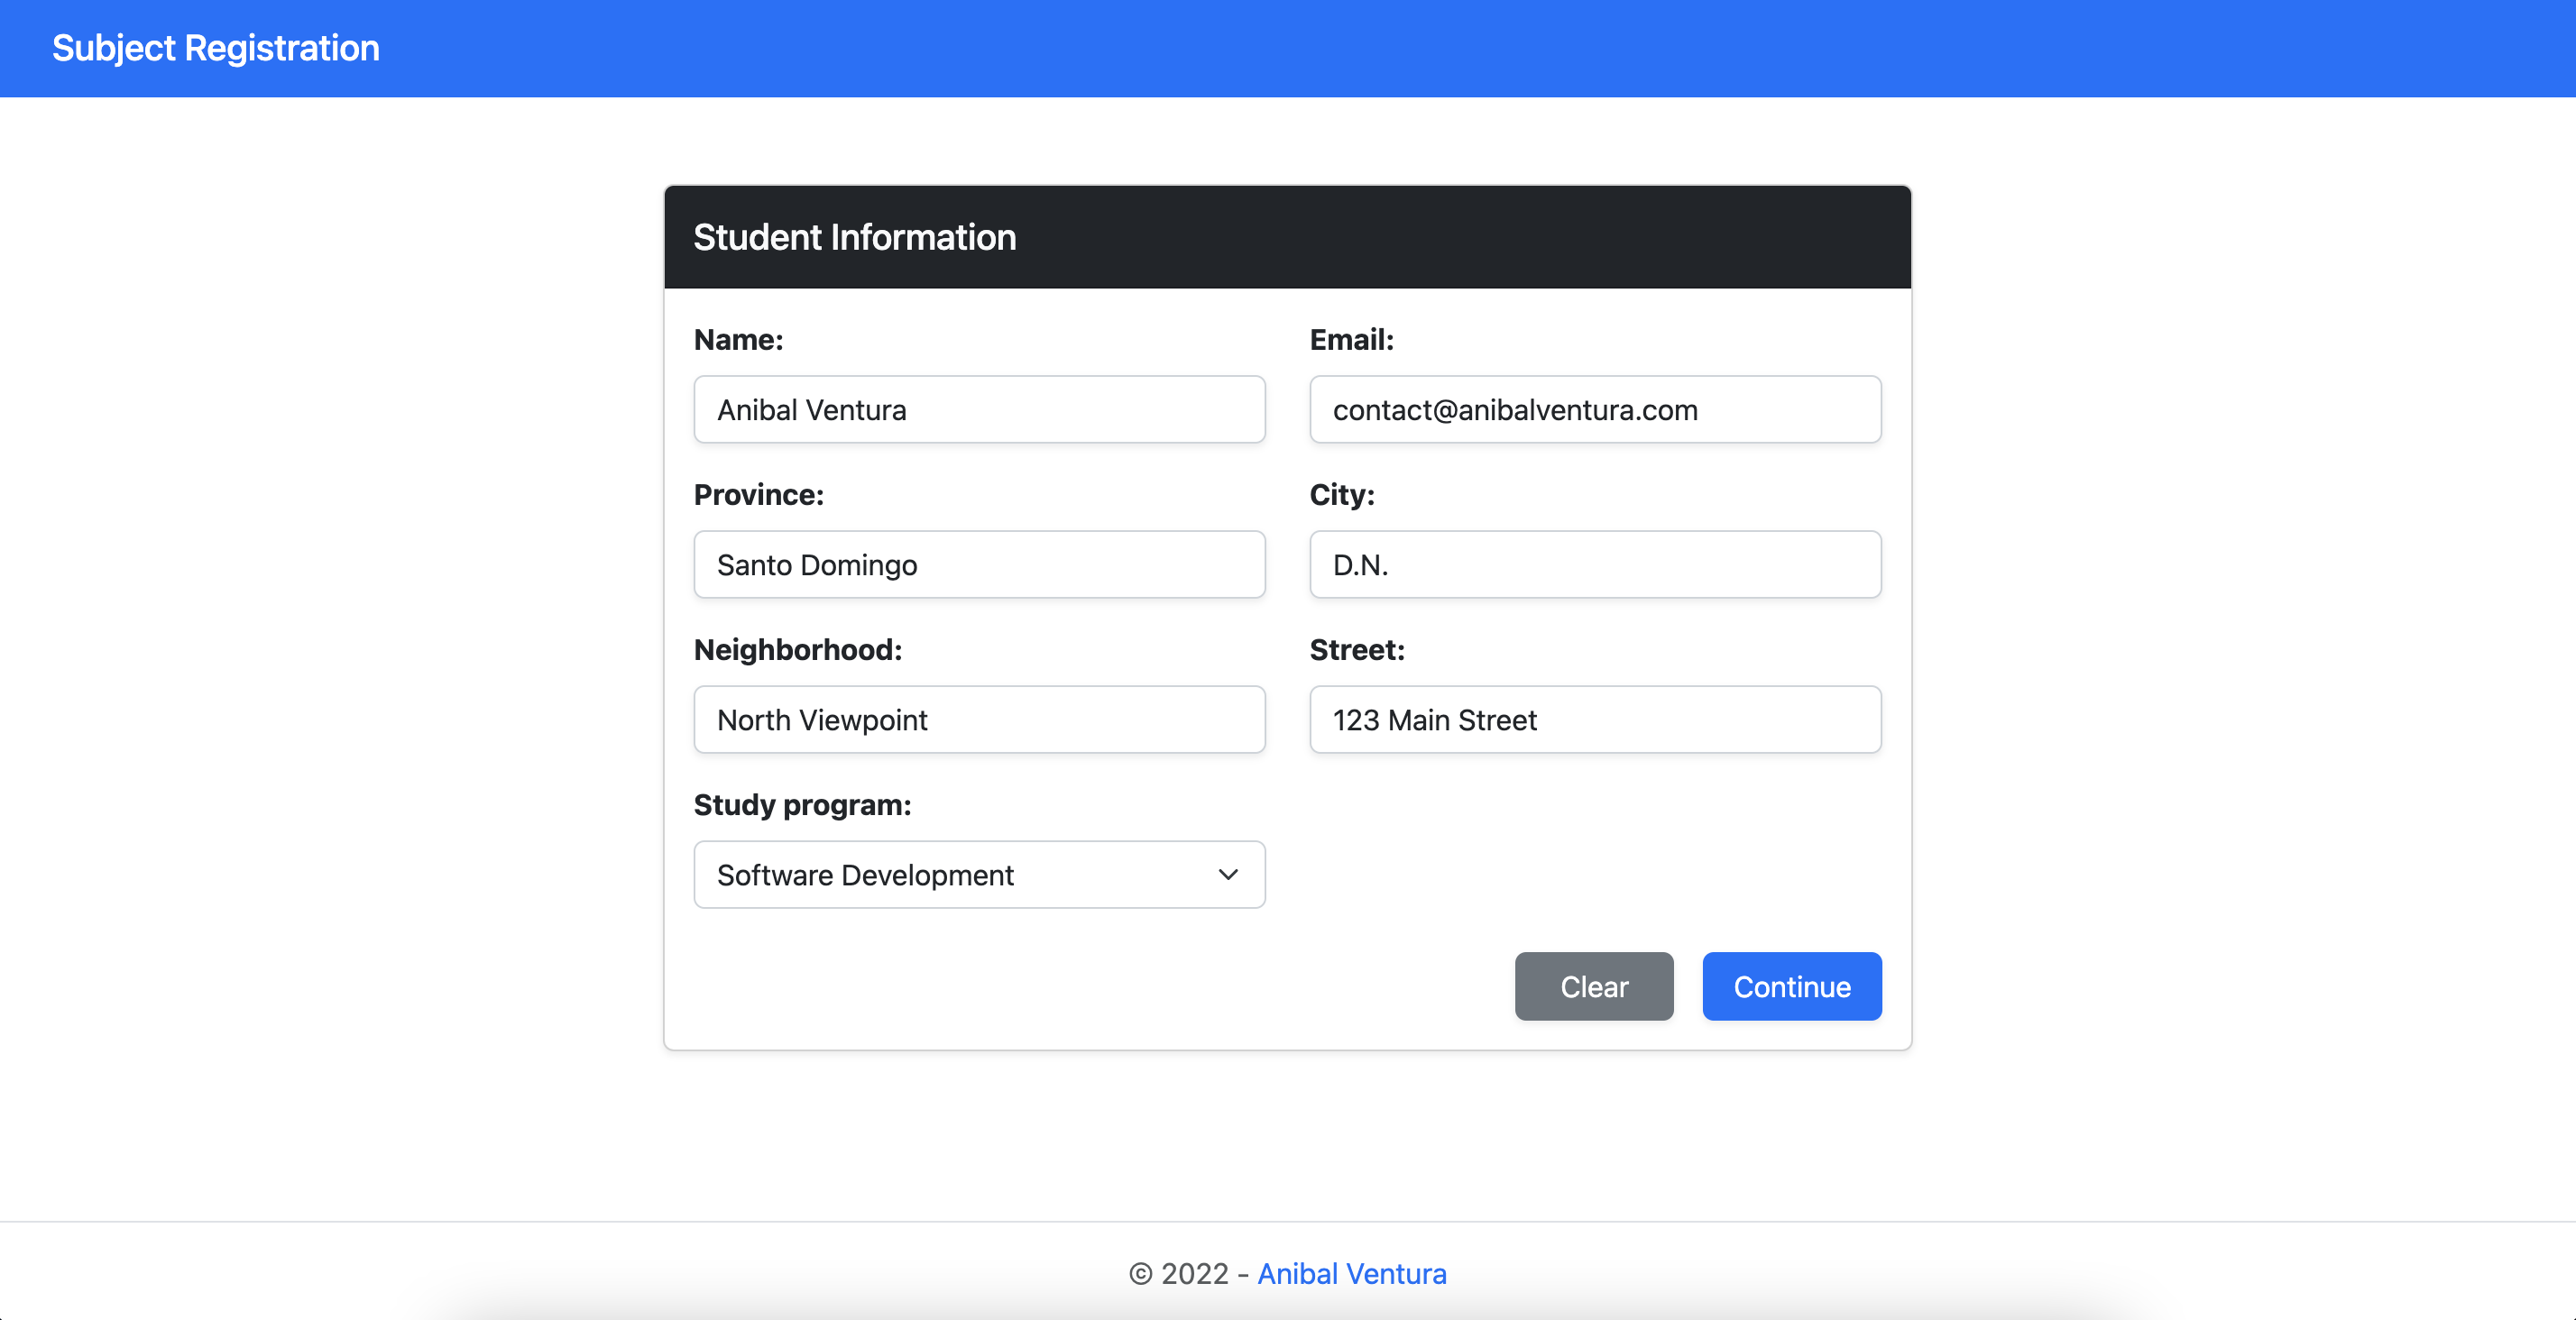 Subject Registration
Student Information
Name:
Email:
Anibal Ventura
contact@anibalventura.com
Province:
City:
Santo Domingo
D.N.
Neighborhood:
Street:
North Viewpoint
123 Main Street
Study program:
Software Development
Clear
Continue
© 2022 - Anibal Ventura